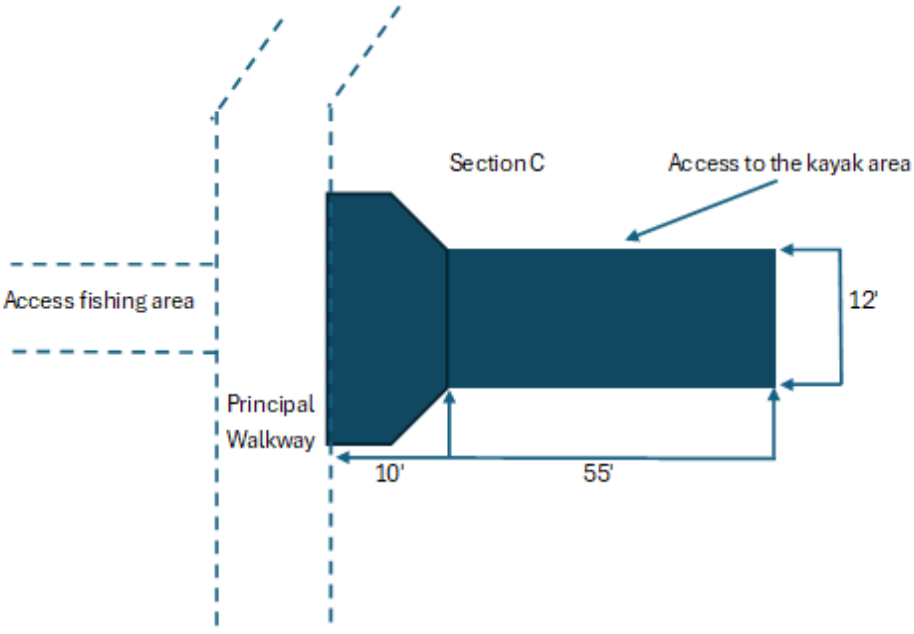 Section C
Access to the kayak area
Access fishing area
12'
Principal
Walkway
10'
55'